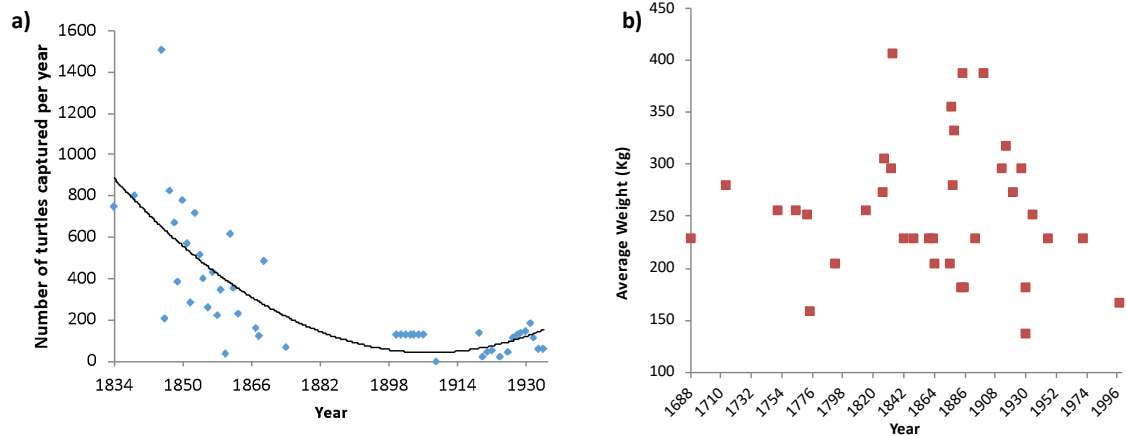 a)
Number of turtles captured per year
1600
1400
1200
1000
800
600
400
200
0
1834 1850 1866 1882 1898 1914 1930
Year
b)
Average Weight (Kg)
450
400
350
300
250
200
150
100
1688 1710 1732 1754 1776 1798 1820 1842 1864 1886 1908 1930 1952 1974 1996
Year